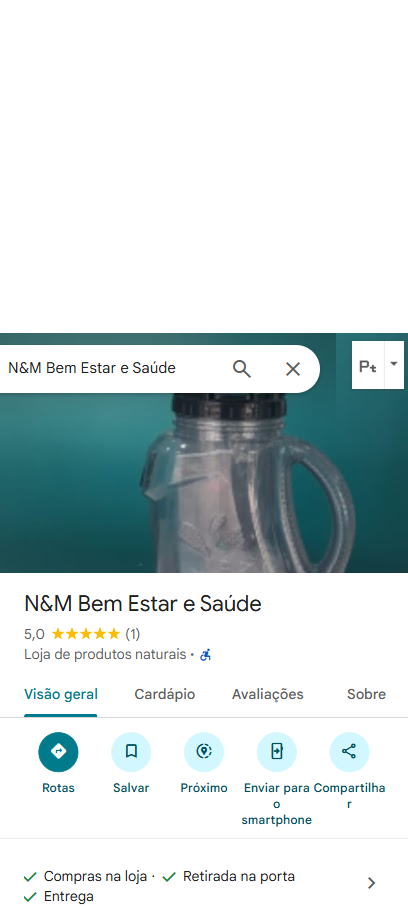 N&M Bem Estar e Saúde
Pt
N&M Bem Estar e Saúde
5,0 ★★★★★ (1)
Loja de produtos naturais ·
Visão geral Cardápio Avaliações Sobre
Rotas Salvar Próximo Enviar para o smartphone Compartilhar
Compras na loja · Retirada na porta
Entrega